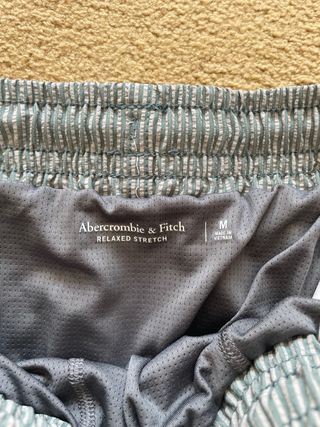 Abercrombie & Fitch
RELAXED STRETCH
M
MADE IN
VIETNAM